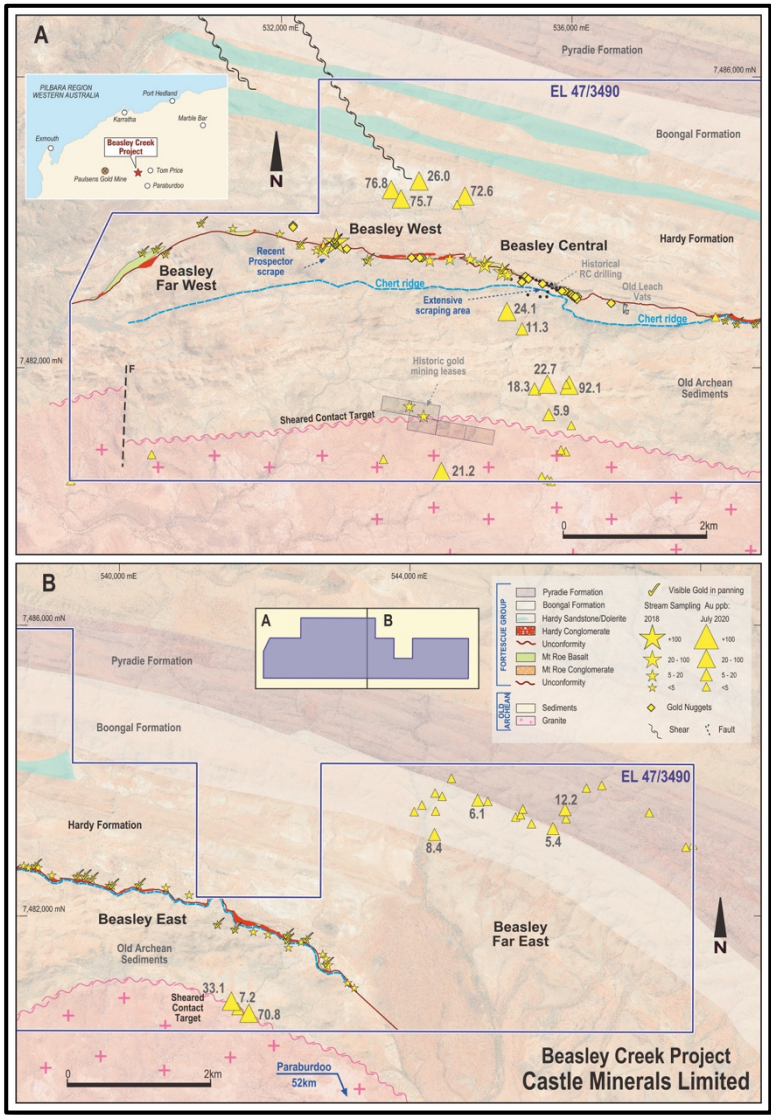 A
532,000 mE
536,000 mE
Pyradie Formation
7,486,000 mN
EL 47/3490
PILBARA REGION
WESTERN AUSTRALIA
Port Hedland
Karratha
Marble Bar
Exmouth
Beasley Creek
Project
Tom Price
Paulsens Gold Mine
Paraburdoo
N
Boongal Formation
26.0
76.8
75.7
72.6
Beasley West
Beasley Central
Hardy Formation
Beasley
Far West
Recent
Prospector
scrape
Historical
RC drilling
Chert ridge
Extensive
scraping area
Old Leach
Vats
Chert ridge
24.1
11.3
7,482,000 mN
F
Historic gold
mining leases
22.7
18.3
92.1
Old Archean
Sediments
5.9
Sheared Contact Target
21.2
0
2km
B
540,000 mE
544,000 mE
7,486,000 mN
Pyradie Formation
Boongal Formation
A
B
FORTESCUE GROUP
Pyradie Formation
Boongal Formation
Hardy Sandstone/Dolerite
Hardy Conglomerate
Unconformity
Mt Roe Basalt
Mt Roe Conglomerate
Unconformity
OLD
ARCHEAN
Sediments
Granite
Visible Gold in panning
Stream Sampling Au ppb:
2018
July 2020
+100
+100
20 - 100
20 - 100
5 - 20
5 - 20
<5
<5
Gold Nuggets
Shear
Fault
EL 47/3490
12.2
6.1
5.4
8.4
Hardy Formation
7,482,000 mN
Beasley East
Beasley
Far East
N
Old Archean
Sediments
33.1
7.2
70.8
Sheared
Contact
Target
0
2km
Paraburdoo
52km
Beasley Creek Project
Castle Minerals Limited